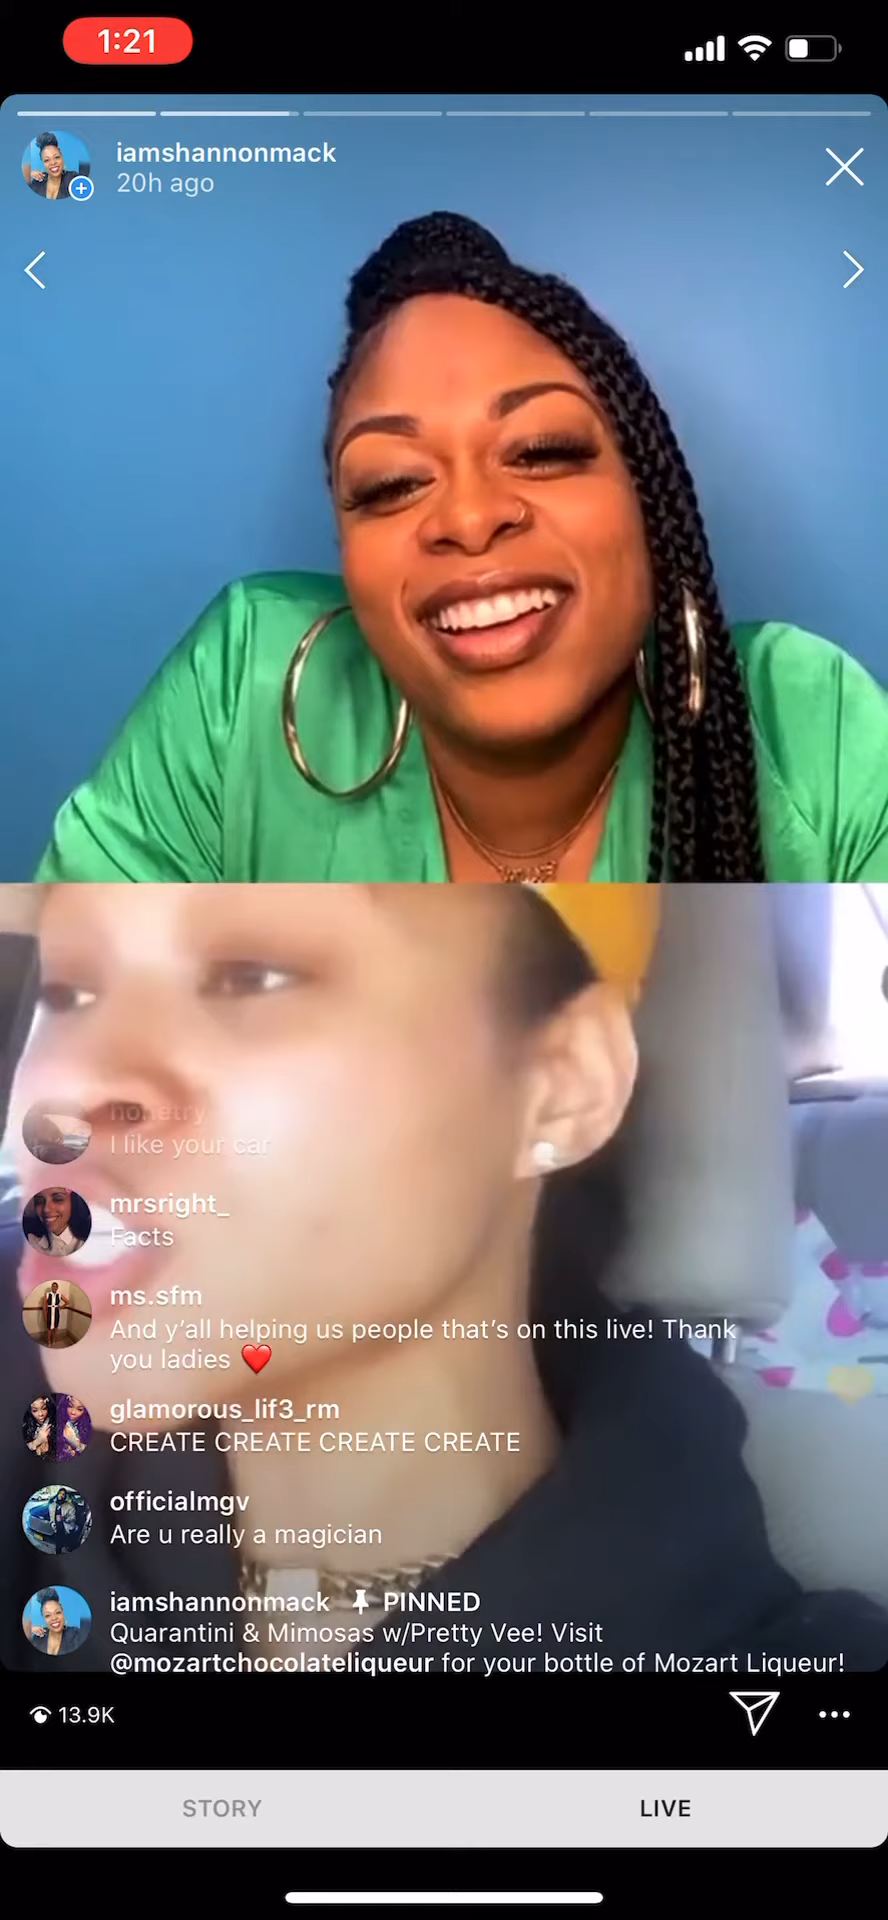 1:21
iamshannonmack
20h ago
honetry
I like your car
mrsright_
Facts
ms.sfm
And y’all helping us people that’s on this live! Thank
you ladies ❤️
glamorous_lif3_rm
CREATE CREATE CREATE CREATE
officialmgv
Are u really a magician
iamshannonmack PINNED
Quarantini & Mimosas w/Pretty Vee! Visit
@mozartchocolateliqueur for your bottle of Mozart Liqueur!
13.9K
STORY LIVE